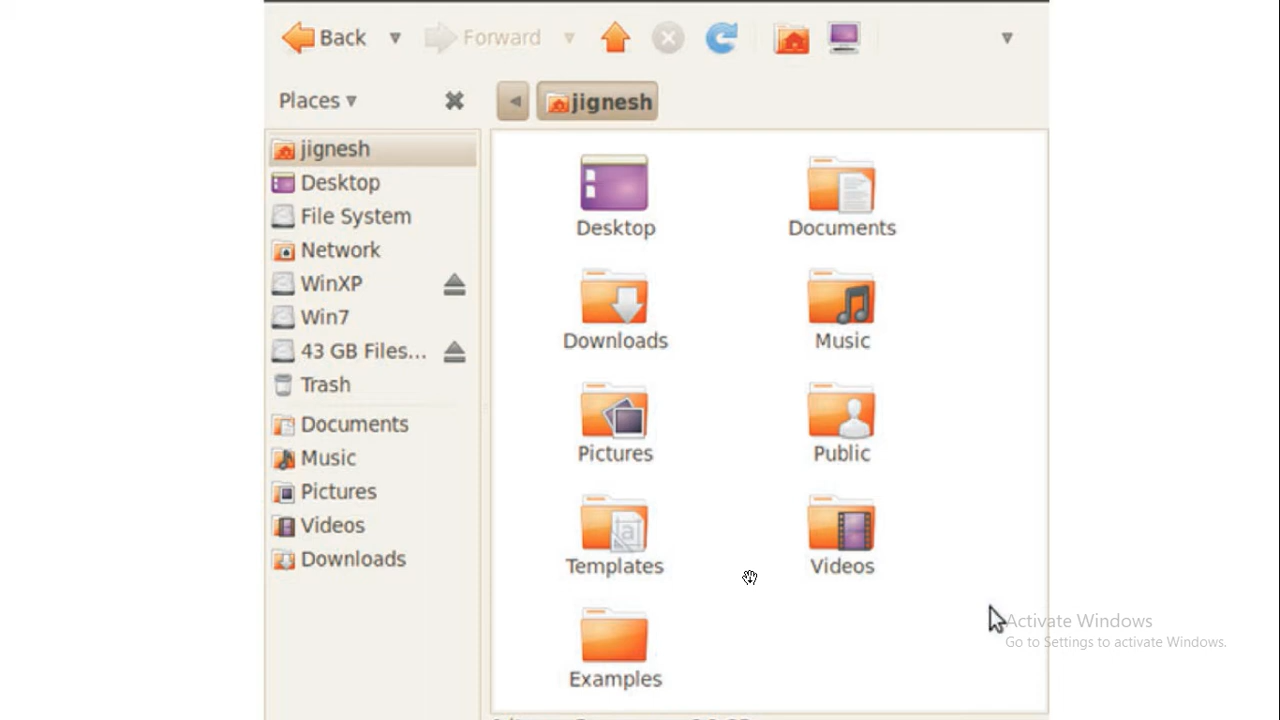 Back Forward
Places jignesh
jignesh
Desktop
File System
Network
WinXP
Win7
43 GB Files...
Trash
Documents
Music
Pictures
Videos
Downloads
Desktop Documents
Downloads Music
Pictures Public
Templates Videos
Examples
Activate Windows
Go to Settings to activate Windows.